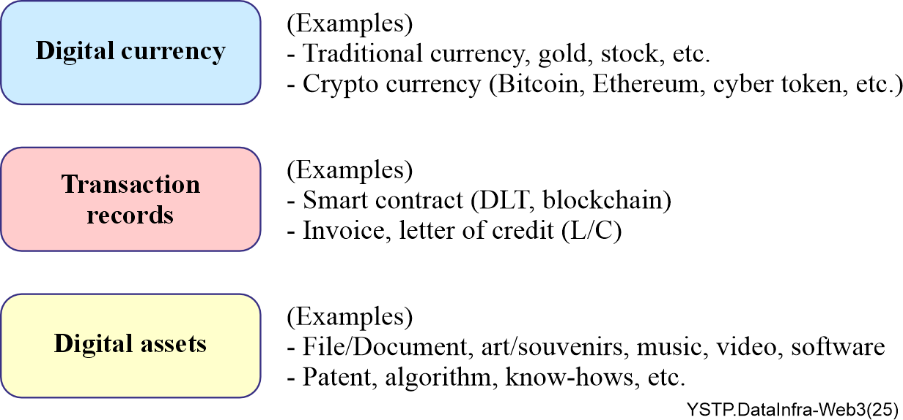 Digital currency
(Examples)
- Traditional currency, gold, stock, etc.
- Crypto currency (Bitcoin, Ethereum, cyber token, etc.)
Transaction
records
(Examples)
- Smart contract (DLT, blockchain)
- Invoice, letter of credit (L/C)
Digital assets
(Examples)
- File/Document, art/souvenirs, music, video, software
- Patent, algorithm, know-hows, etc.
YSTP.DataInfra-Web3(25)